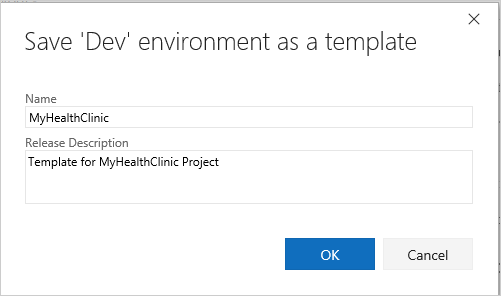 Save 'Dev' environment as a template
Name
MyHealthClinic
Release Description
Template for MyHealthClinic Project
OK
Cancel